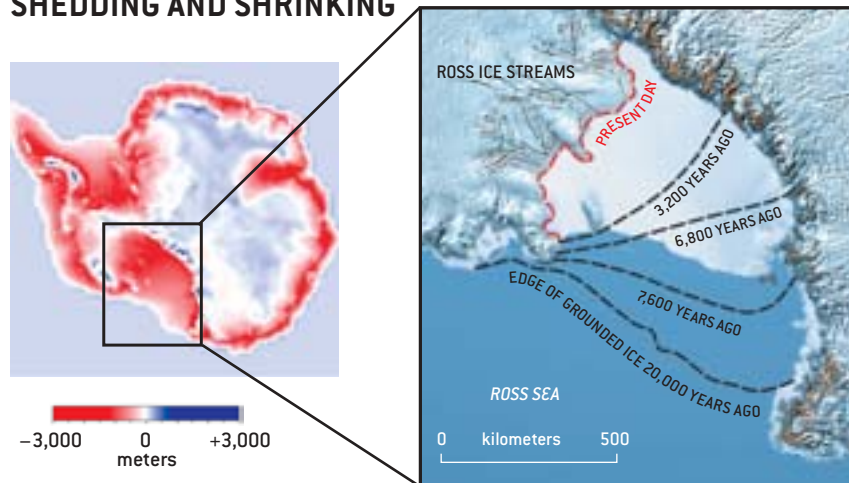 SHEDDING AND SHRINKING
ROSS ICE STREAMS
PRESENT DAY
3,200 YEARS AGO
6,800 YEARS AGO
7,600 YEARS AGO
EDGE OF GROUNDED ICE 20,000 YEARS AGO
ROSS SEA
0 kilometers 500
–3,000 0 +3,000
meters